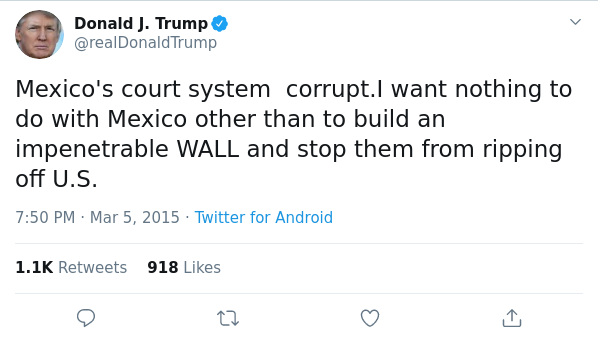 Donald J. Trump
@realDonaldTrump
Mexico's court system  corrupt.I want nothing to
do with Mexico other than to build an
impenetrable WALL and stop them from ripping
off U.S.
7:50 PM · Mar 5, 2015 · Twitter for Android
1.1K Retweets 918 Likes